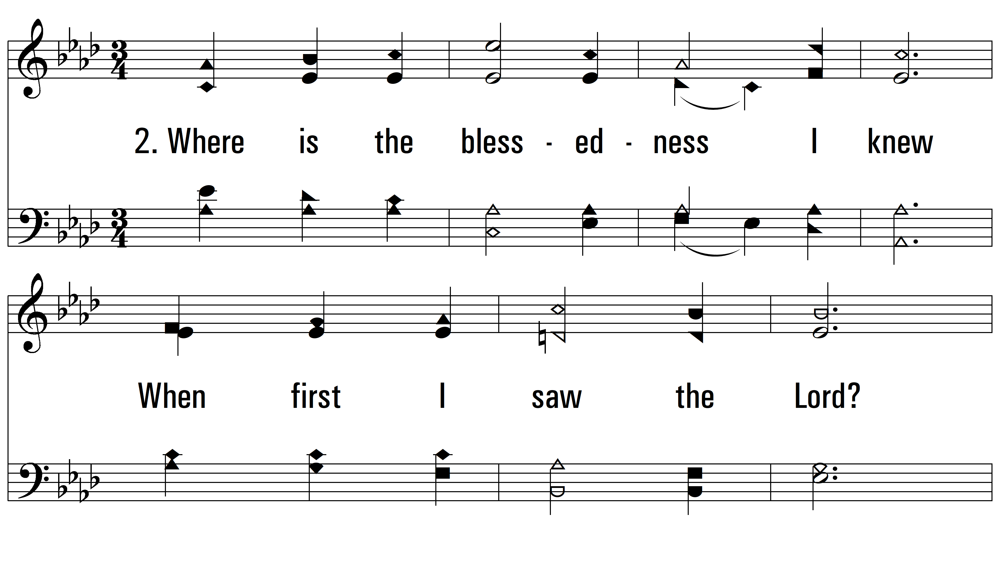 2. Where is the bless - ed - ness I knew
When first I saw the Lord?